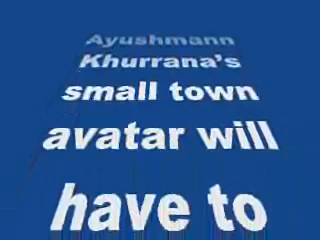 Ayushmann
Khurrana's
small town
avatar will
have to